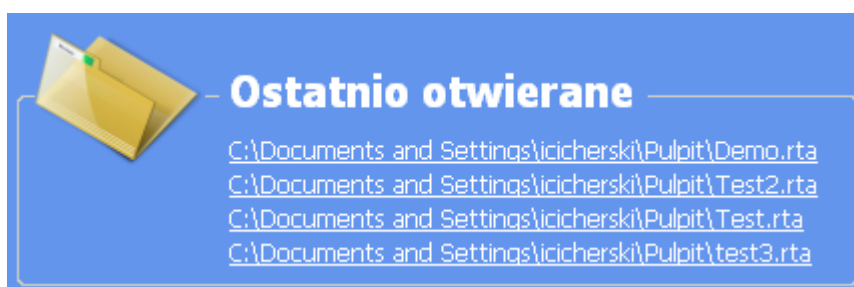 Ostatnio otwierane
C:\Documents and Settings\icicherski\Pulpit\Demo.rta
C:\Documents and Settings\icicherski\Pulpit\Test2.rta
C:\Documents and Settings\icicherski\Pulpit\Test.rta
C:\Documents and Settings\icicherski\Pulpit\test3.rta